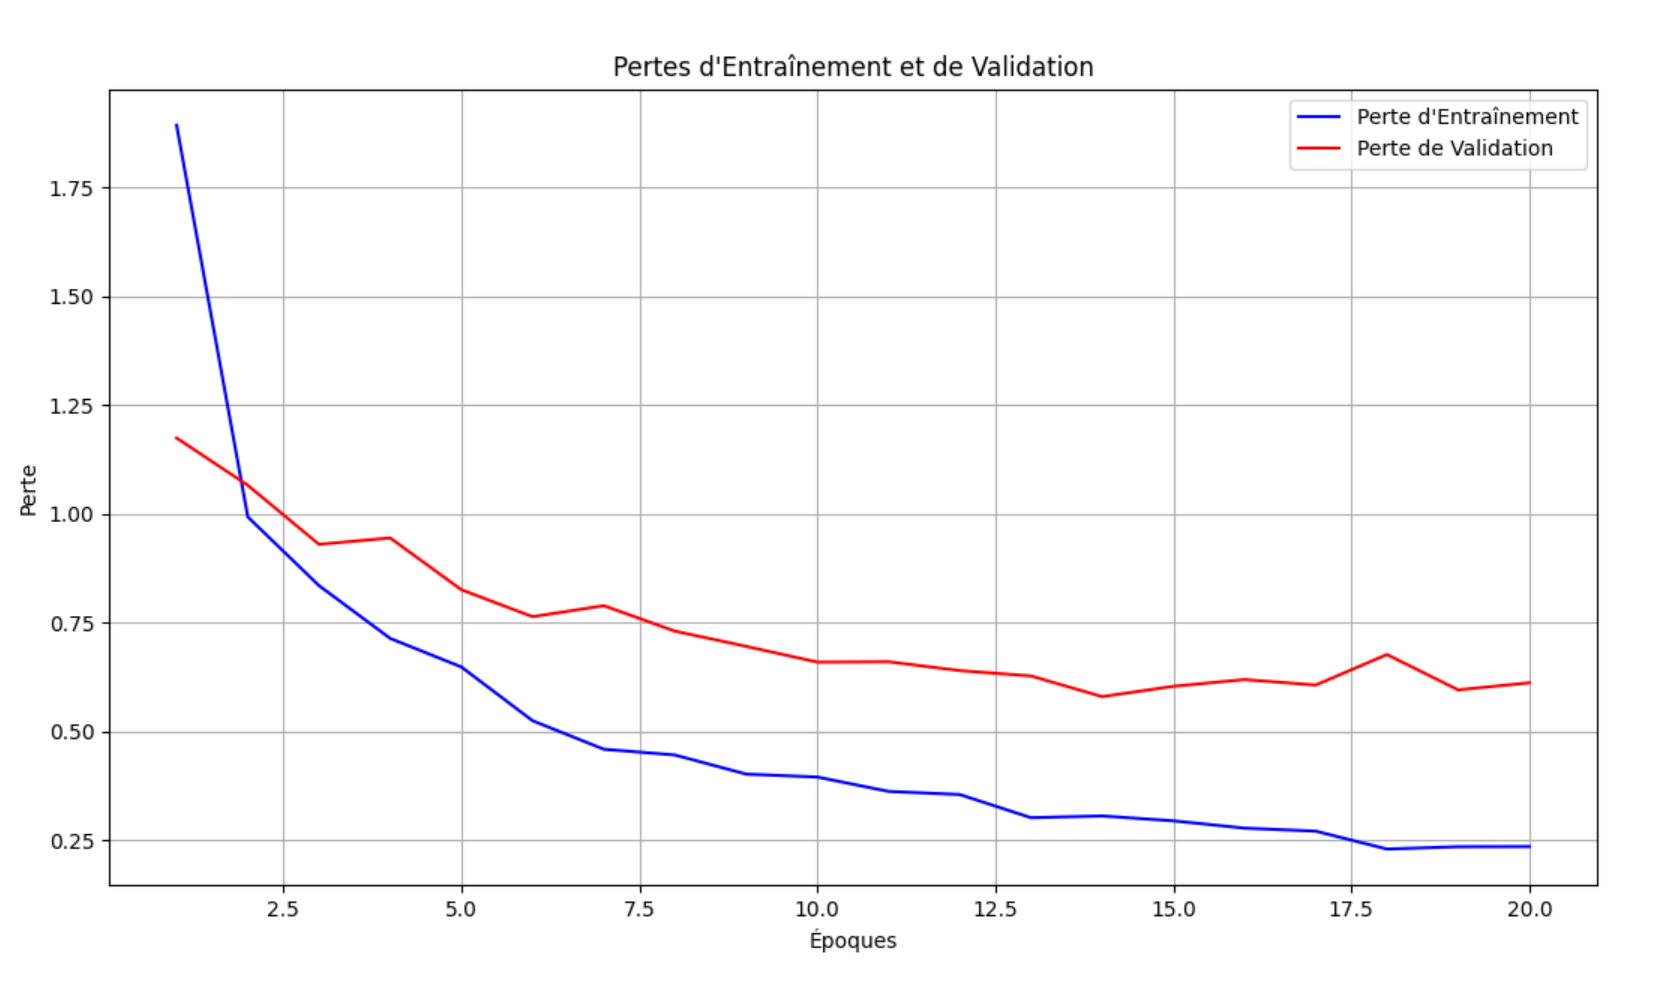 Pertes d'Entraînement et de Validation
Perte d'Entraînement
Perte de Validation
1.75
1.50
1.25
1.00
0.75
0.50
0.25
Perte
2.5 5.0 7.5 10.0 12.5 15.0 17.5 20.0
Époques